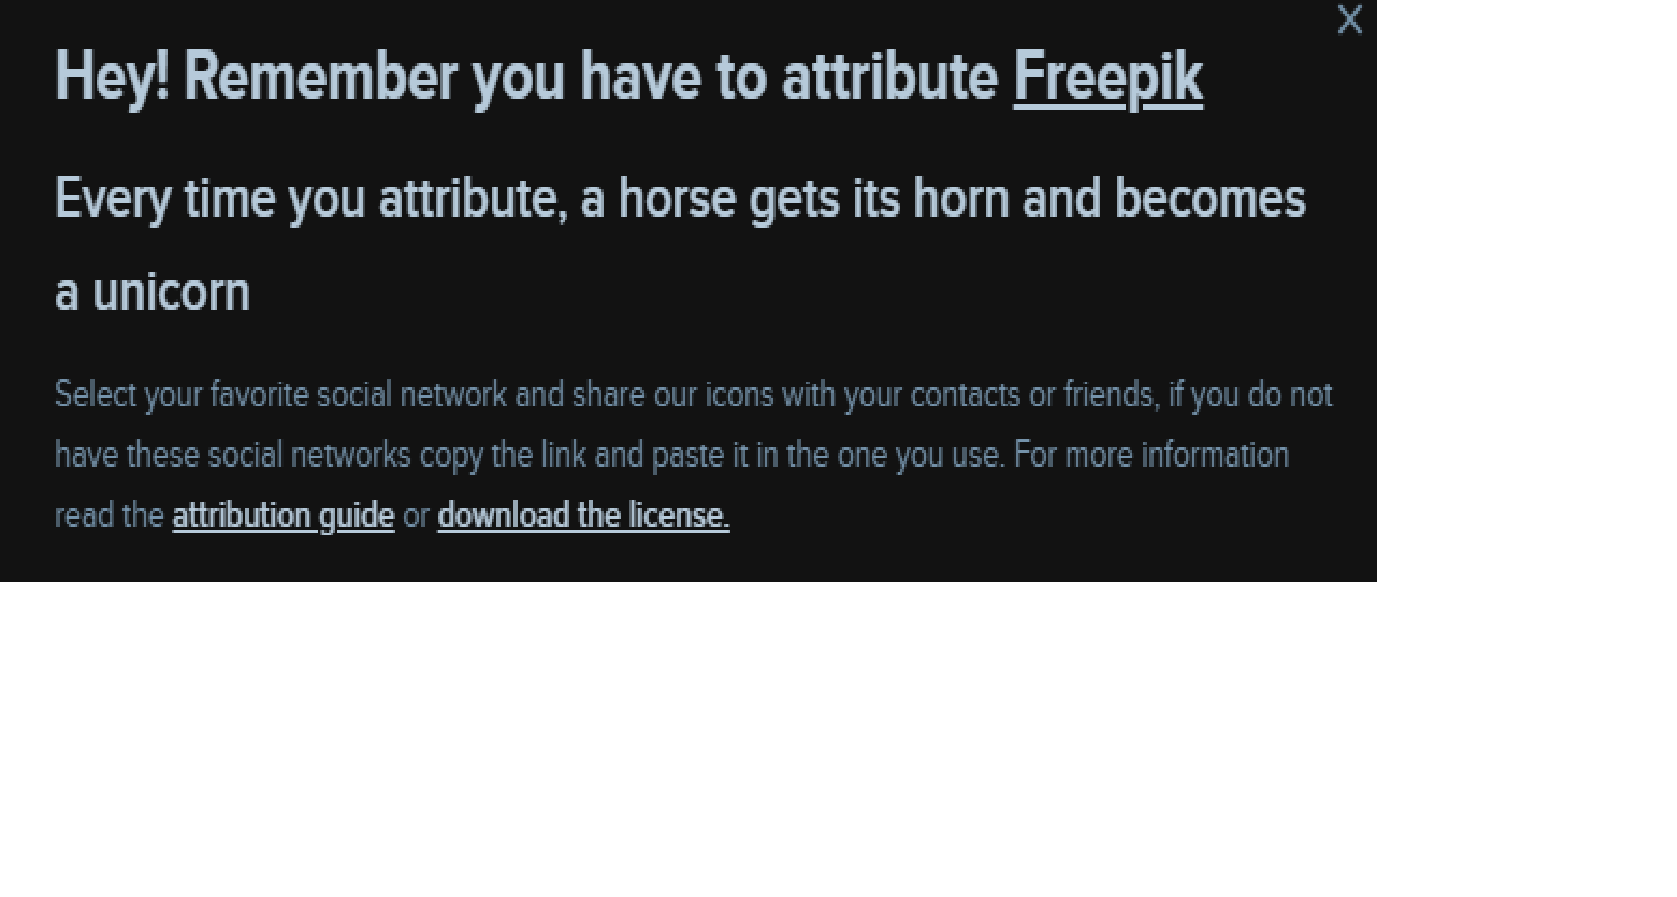 X
Hey! Remember you have to attribute Freepik
Every time you attribute, a horse gets its horn and becomes
a unicorn
Select your favorite social network and share our icons with your contacts or friends, if you do not
have these social networks copy the link and paste it in the one you use. For more information
read the attribution guide or download the license.